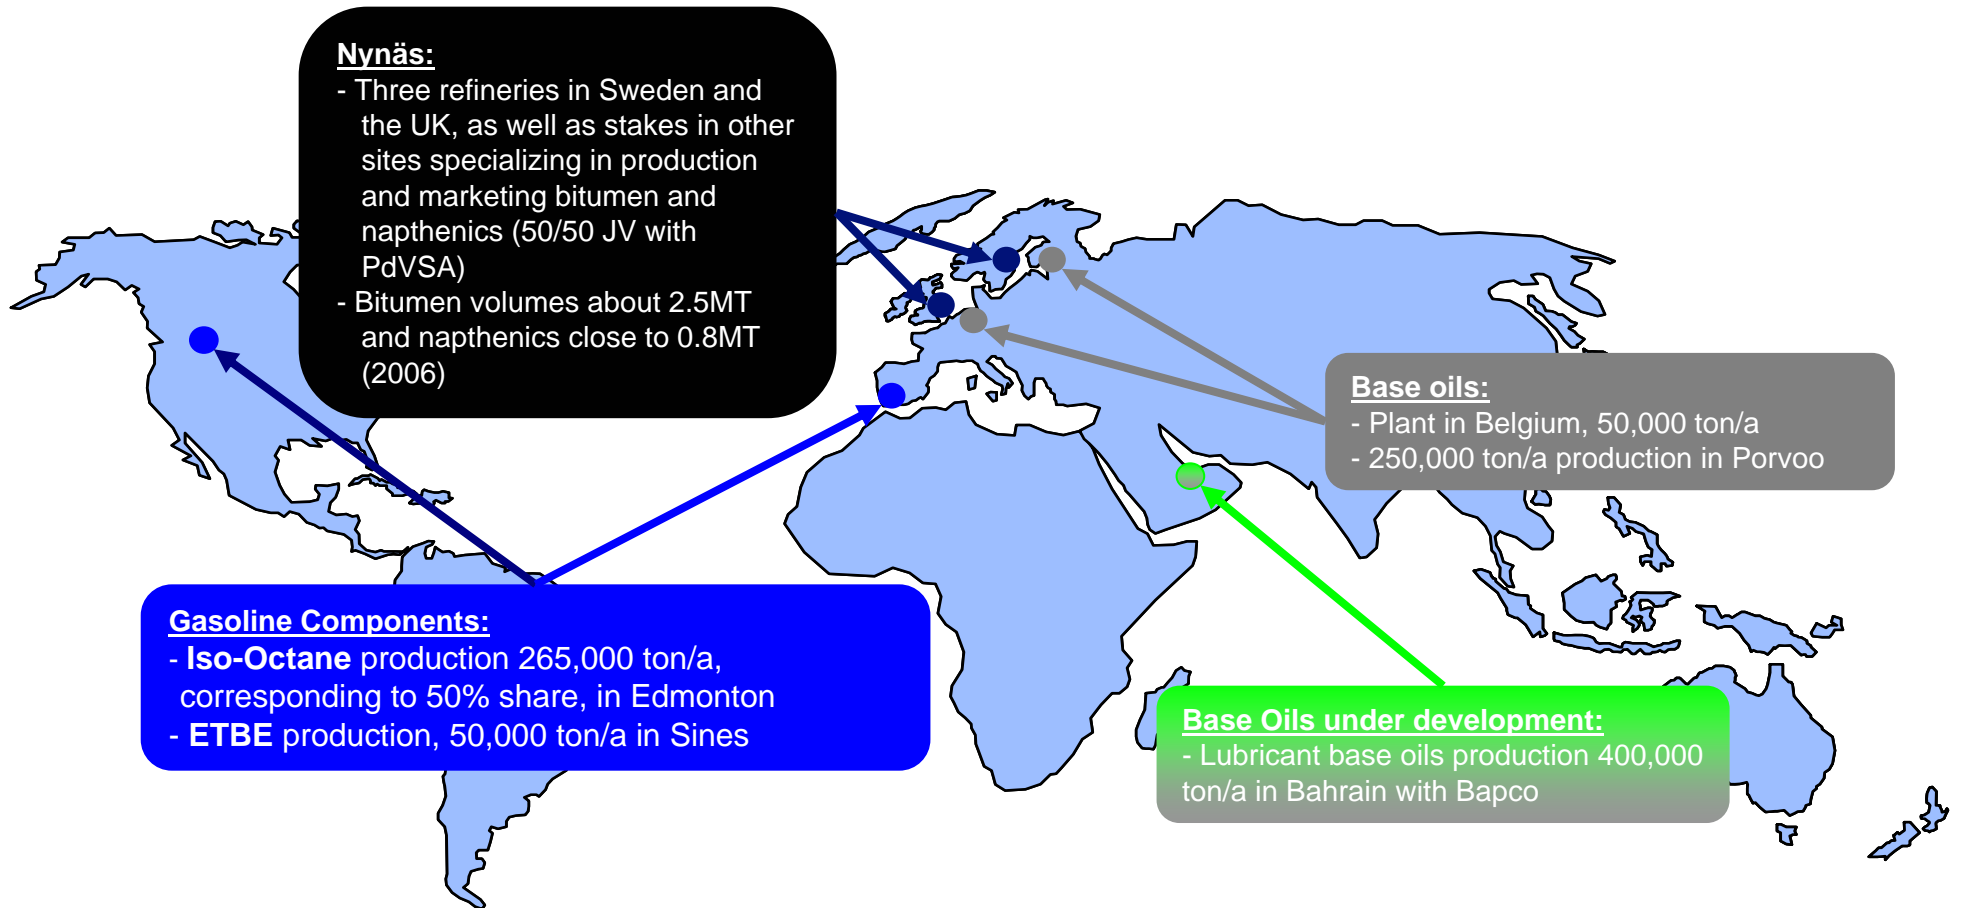 Nynäs:
- Three refineries in Sweden and
the UK, as well as stakes in other
sites specializing in production
and marketing bitumen and
napthenics (50/50 JV with
PdVSA)
- Bitumen volumes about 2.5MT
and napthenics close to 0.8MT
(2006)
Base oils:
- Plant in Belgium, 50,000 ton/a
- 250,000 ton/a production in Porvoo
Gasoline Components:
- Iso-Octane production 265,000 ton/a,
corresponding to 50% share, in Edmonton
- ETBE production, 50,000 ton/a in Sines
Base Oils under development:
- Lubricant base oils production 400,000
ton/a in Bahrain with Bapco